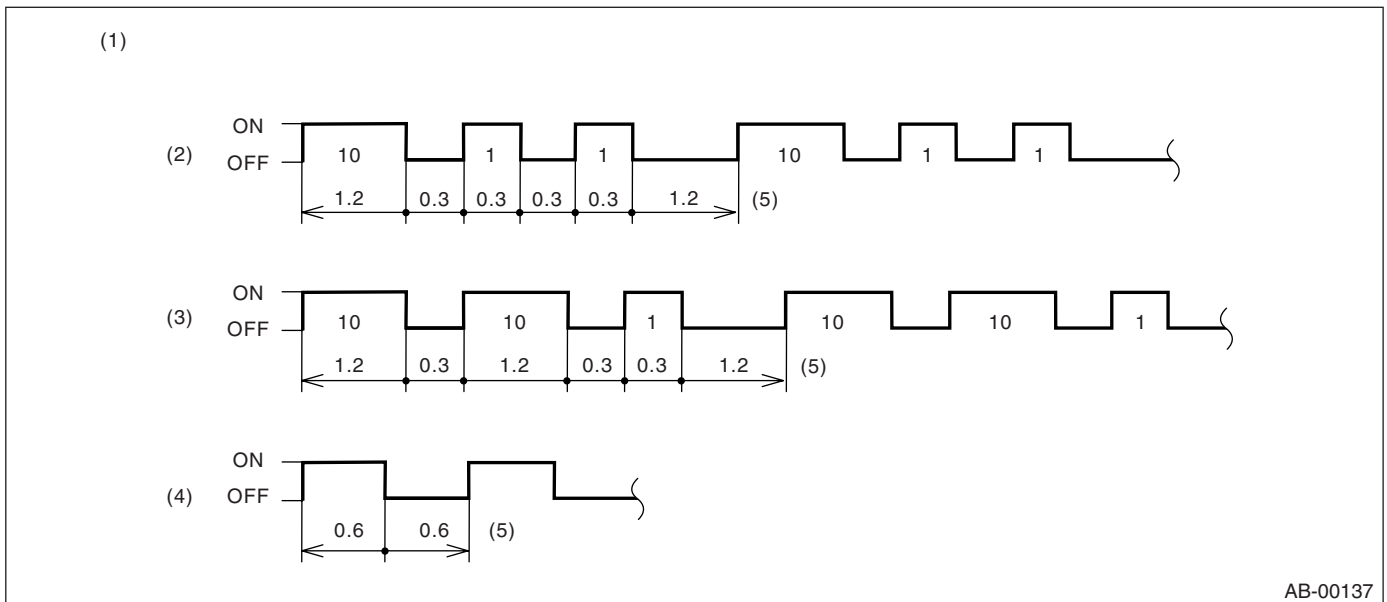 (1)
ON
(2) OFF 10 1 1 10 1 1
1.2 0.3 0.3 0.3 0.3 1.2 (5)
ON
(3) OFF 10 10 1 10 10 1
1.2 0.3 1.2 0.3 0.3 1.2 (5)
ON
(4) OFF
0.6 0.6 (5)
AB-00137